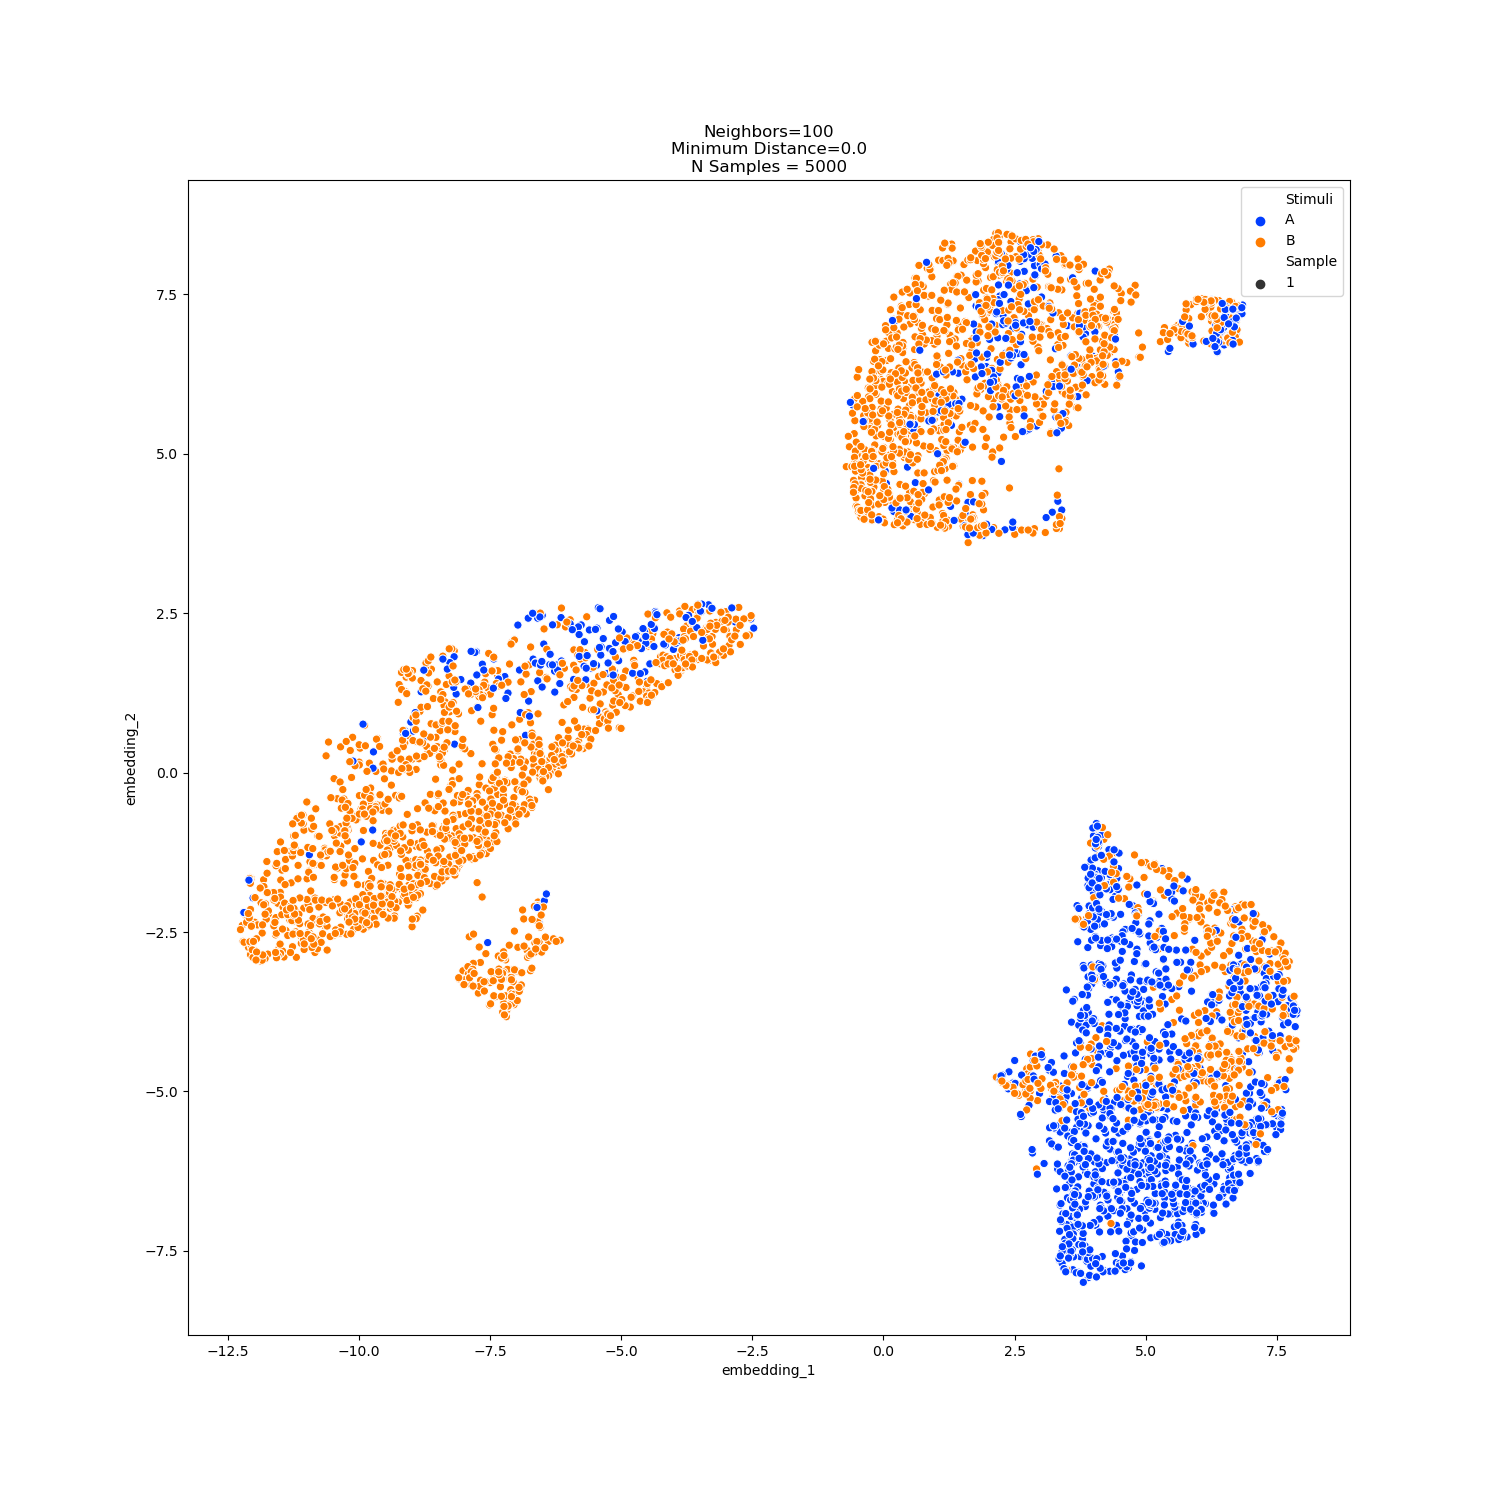 Neighbors=100
Minimum Distance=0.0
N Samples = 5000
Stimuli
A
B
Sample
1
7.5
5.0
2.5
0.0
−2.5
−5.0
−7.5
embedding_2
−12.5 −10.0 −7.5 −5.0 −2.5 0.0 2.5 5.0 7.5
embedding_1